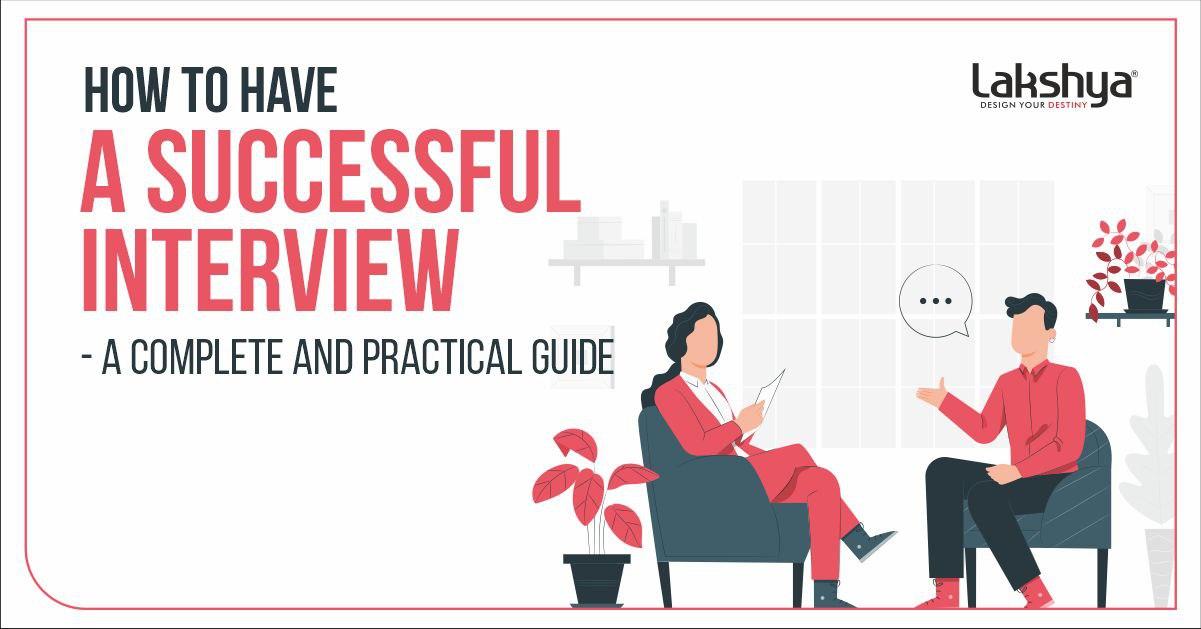 HOW TO HAVE
A SUCCESSFUL
INTERVIEW
- A COMPLETE AND PRACTICAL GUIDE
Lakshya®
DESIGN YOUR DESTINY